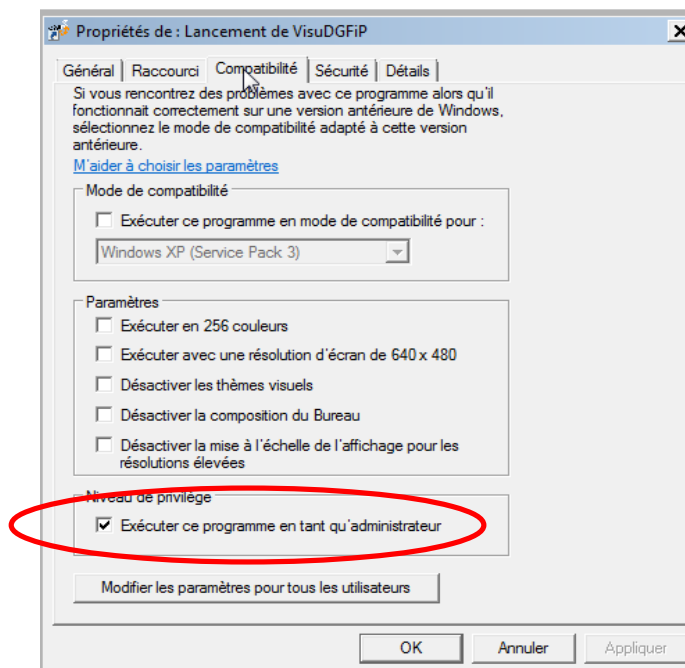 Propriétés de : Lancement de VisuDGFiP
Général Raccourci Compatibilité Sécurité Détails
Si vous rencontrez des problèmes avec ce programme alors qu'il
fonctionnait correctement sur une version antérieure de Windows,
sélectionnez le mode de compatibilité adapté à cette version
antérieure.
M'aider à choisir les paramètres
Mode de compatibilité
Exécuter ce programme en mode de compatibilité pour :
Windows XP (Service Pack 3)
Paramètres
Exécuter en 256 couleurs
Exécuter avec une résolution d'écran de 640 x 480
Désactiver les thèmes visuels
Désactiver la composition du Bureau
Désactiver la mise à l'échelle de l'affichage pour les
résolutions élevées
Niveau de privilège
Exécuter ce programme en tant qu'administrateur
Modifier les paramètres pour tous les utilisateurs
OK Annuler Appliquer